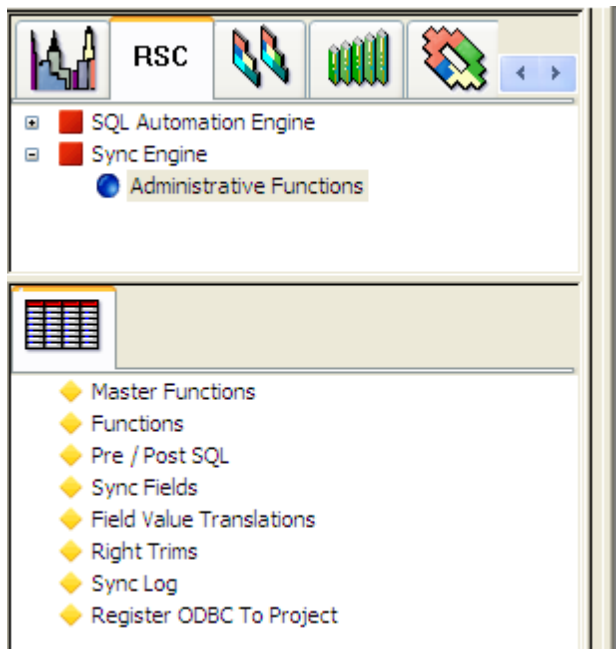 RSC
SQL Automation Engine
Sync Engine
Administrative Functions
Master Functions
Functions
Pre / Post SQL
Sync Fields
Field Value Translations
Right Trims
Sync Log
Register ODBC To Project